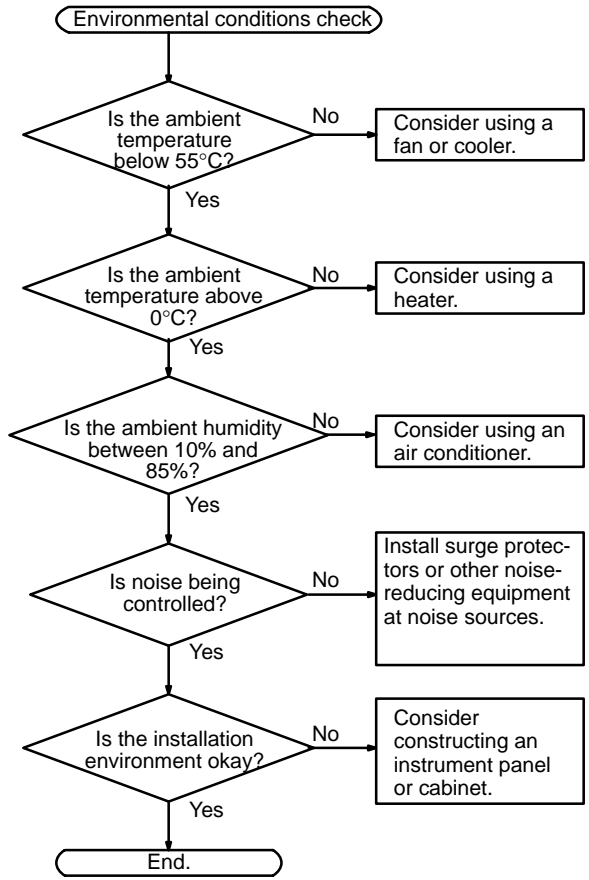 Environmental conditions check
Is the ambient
temperature
below 55°C?
No
Consider using a
fan or cooler.
Yes
Is the ambient
temperature above
0°C?
No
Consider using a
heater.
Yes
Is the ambient humidity
between 10% and
85%?
No
Consider using an
air conditioner.
Yes
Is noise being
controlled?
No
Install surge protec-
tors or other noise-
reducing equipment
at noise sources.
Yes
Is the installation
environment okay?
No
Consider
constructing an
instrument panel
or cabinet.
Yes
End.